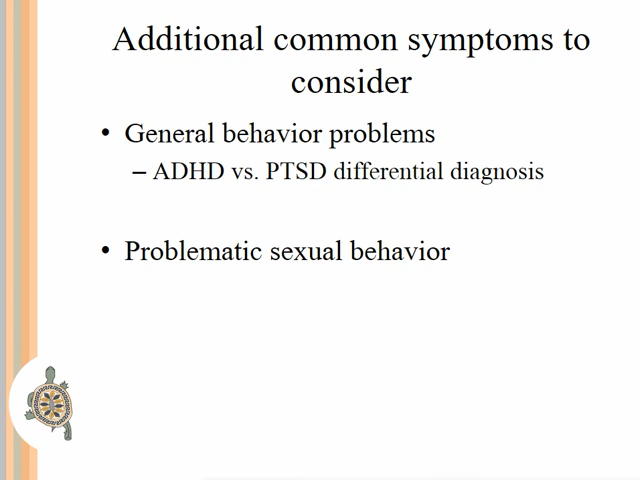 Additional common symptoms to
consider
• General behavior problems
– ADHD vs. PTSD differential diagnosis
• Problematic sexual behavior